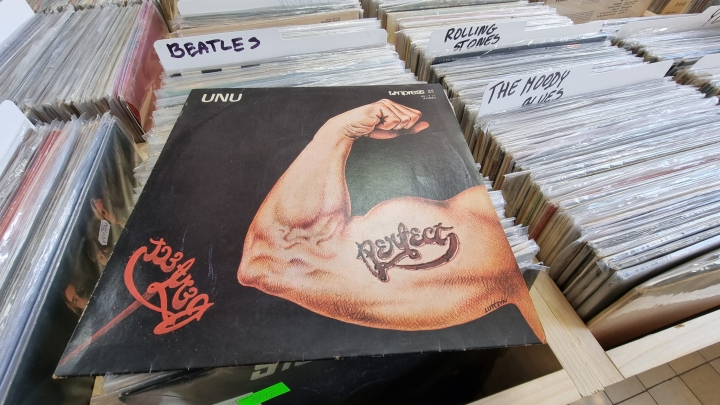 BEATLES
ROLLING
STONES
THE MOODY
BLUES
UNU
tonpress
Perfect
Perfect